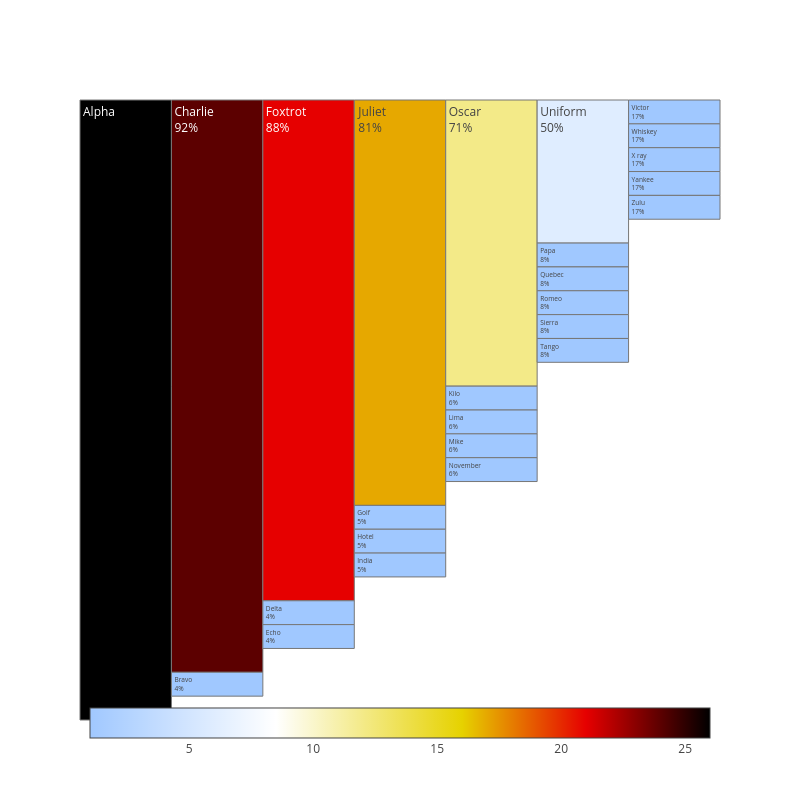 Alpha
Charlie
92%
Foxtrot
88%
Juliet
81%
Oscar
71%
Uniform
50%
Victor
17%
Whiskey
17%
X ray
17%
Yankee
17%
Zulu
17%
Papa
8%
Quebec
8%
Romeo
8%
Sierra
8%
Tango
8%
Kilo
6%
Lima
6%
Mike
6%
November
6%
Golf
5%
Hotel
5%
India
5%
Delta
4%
Echo
4%
Bravo
4%
5 10 15 20 25